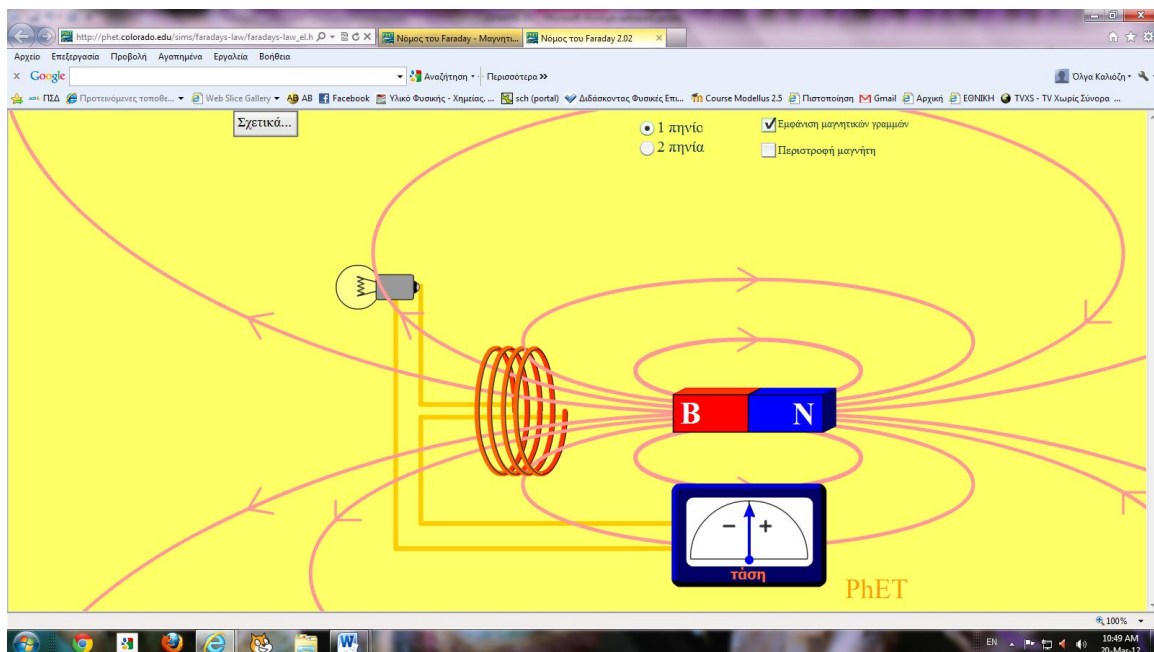 http://phet.colorado.edu/sims/faradays-law/faradays-law_el.h
Νόμος του Faraday - Μαγνητι...
Νόμος του Faraday 2.02
Αρχείο Επεξεργασία Προβολή Αγαπημένα Εργαλεία Βοήθεια
x Google
Αναζήτηση
Περισσότερα »
Όλγα Καλιόζη
ΠΣΔ
Προτεινόμενες τοποθε...
Web Slice Gallery
AB
Facebook
Υλικό Φυσικής - Χημείας, ...
sch (portal)
Διδάσκοντας Φυσικές Επι...
Course Modellus 2.5
Πιστοποίηση
Gmail
Αρχική
ΕΘΝΙΚΗ
TVXS - TV Χωρίς Σύνορα ...
Σχετικά...
1 πηνίο
2 πηνία
Εμφάνιση μαγνητικών γραμμών
Περιστροφή μαγνήτη
B N
− +
τάση
PhET
100%
EN
10:49 AM
20-Mar-12